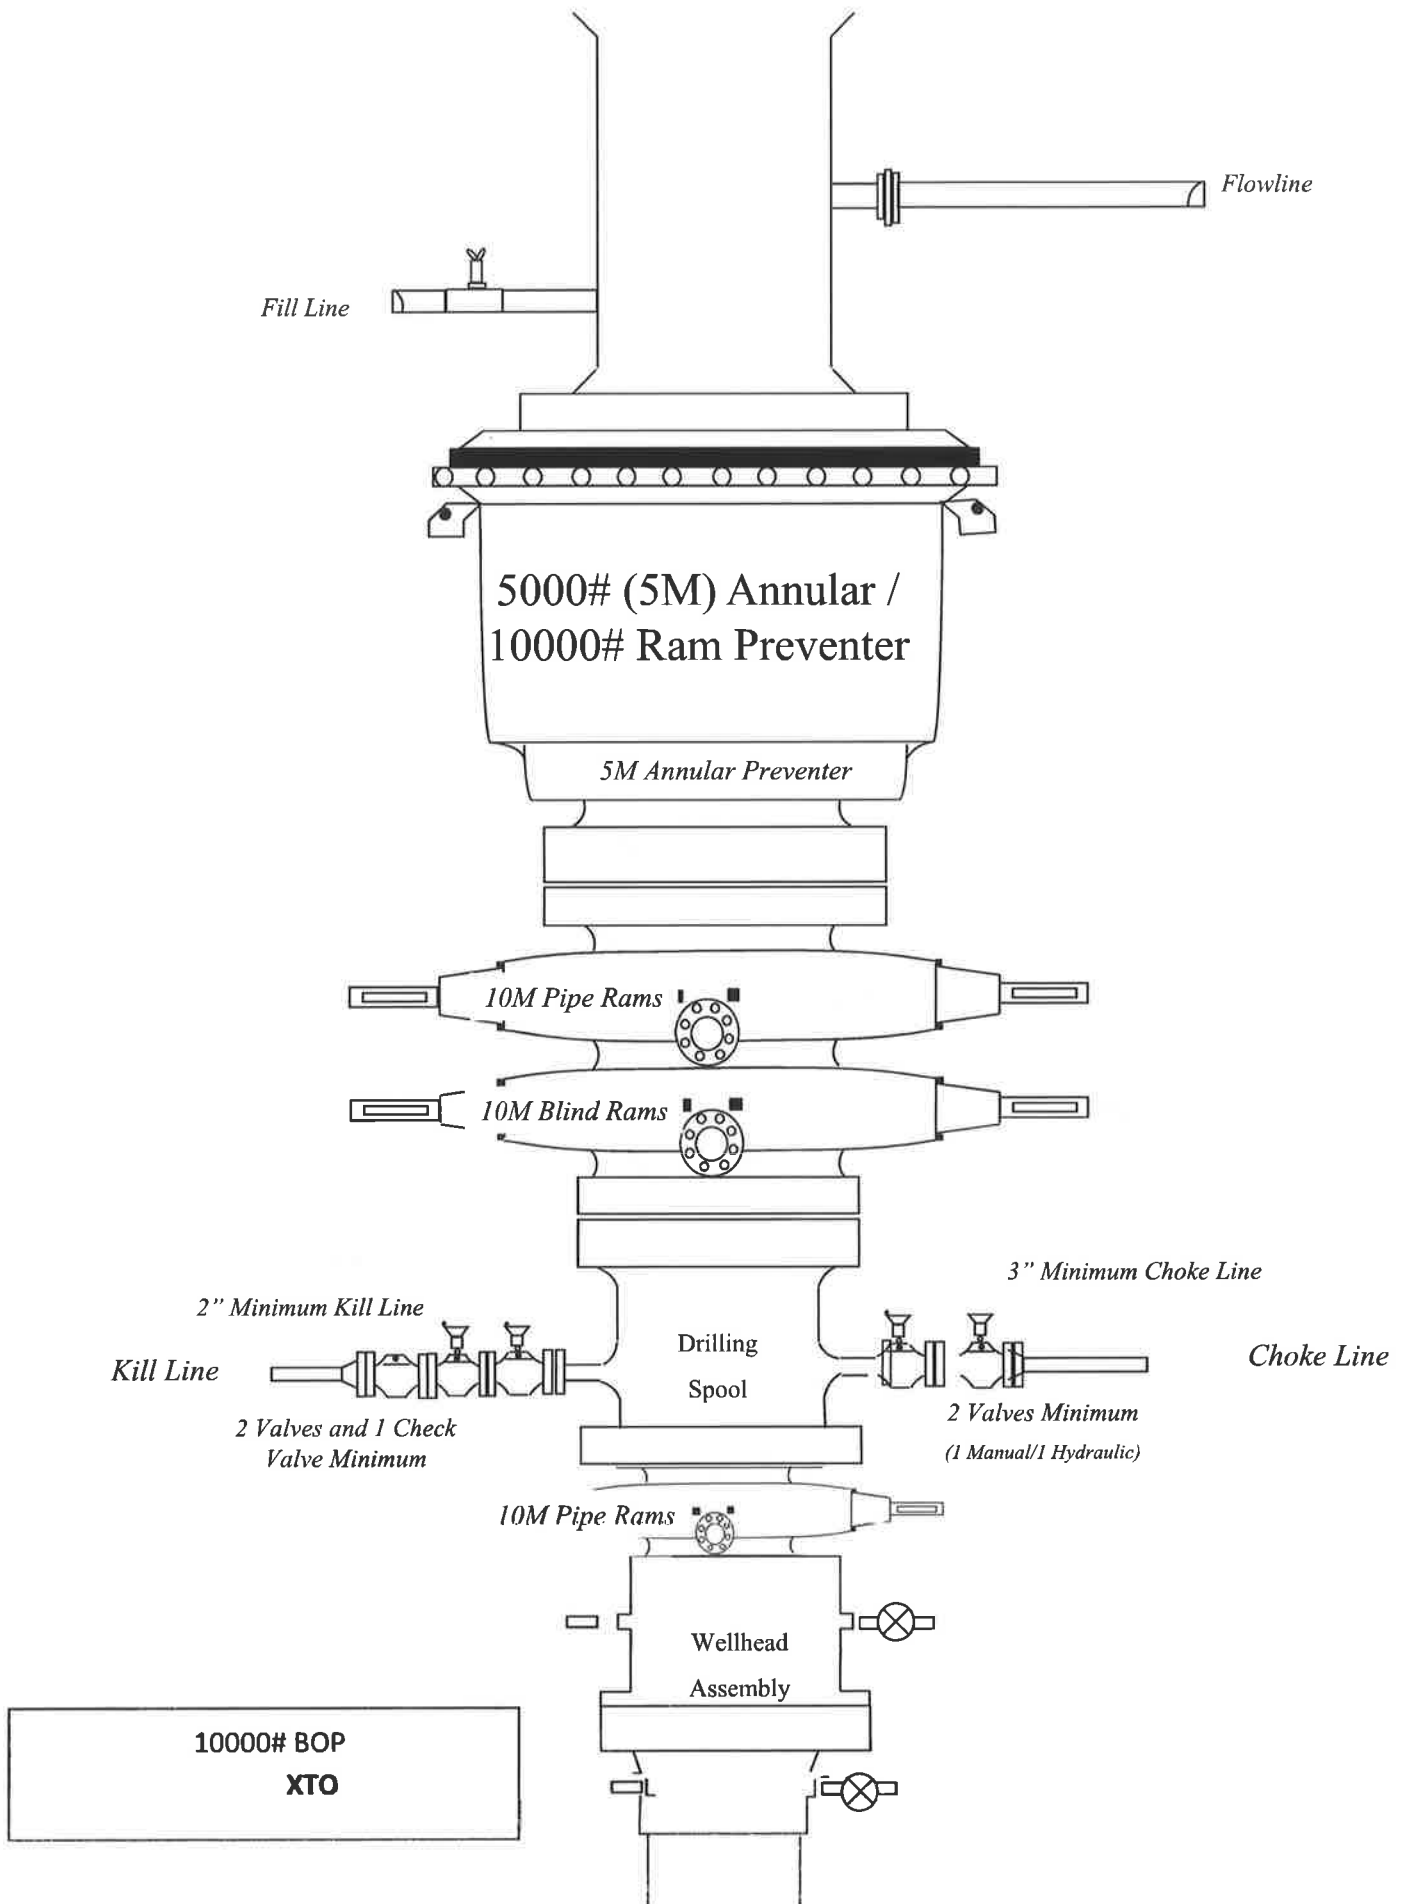 Flowline
Fill Line
5000# (5M) Annular /
10000# Ram Preventer
5M Annular Preventer
10M Pipe Rams
10M Blind Rams
3” Minimum Choke Line
2” Minimum Kill Line
Drilling
Spool
Kill Line
Choke Line
2 Valves and 1 Check
Valve Minimum
2 Valves Minimum
(1 Manual/1 Hydraulic)
10M Pipe Rams
Wellhead
Assembly
10000# BOP
XTO